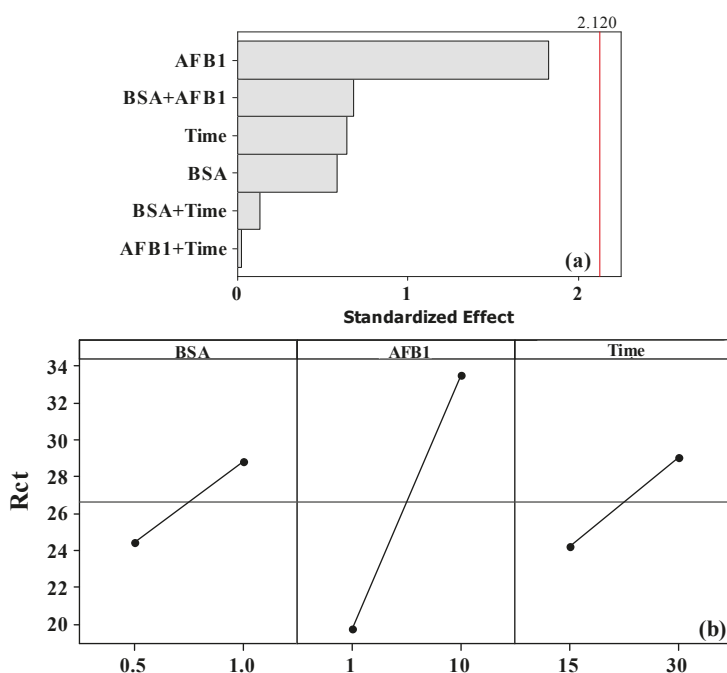 2.120
AFB1
BSA+AFB1
Time
BSA
BSA+Time
AFB1+Time
(a)
0 1 2
Standardized Effect
BSA AFB1 Time
34
32
30
28
26
24
22
20
Rct
(b)
0.5 1.0 1 10 15 30